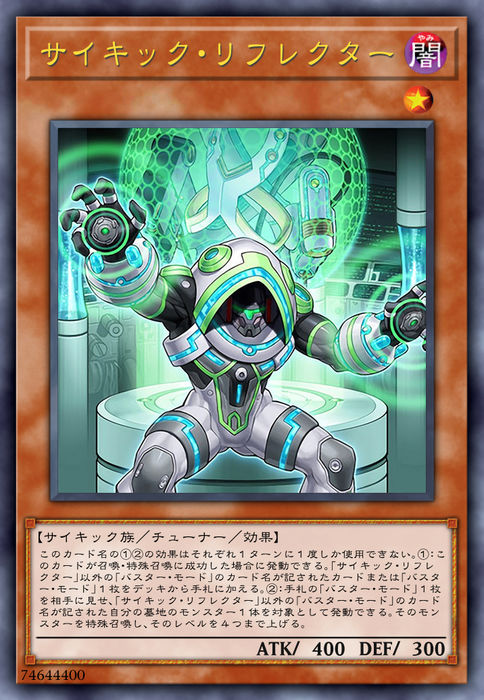 サイキック・リフレクター
やみ
闇
【サイキック族／チューナー／効果】
このカード名の①②の効果はそれぞれ１ターンに１度しか使用できない。①：こ
のカードが召喚・特殊召喚に成功した場合に発動できる。「サイキック・リフレ
クター」以外の「バスター・モード」のカード名が記されたカードまたは「バスタ
ー・モード」１枚をデッキから手札に加える。②：手札の「バスター・モード」１枚
を相手に見せ、「サイキック・リフレクター」以外の「バスター・モード」のカード
名が記された自分の墓地のモンスター１体を対象として発動できる。そのモン
スターを特殊召喚し、そのレベルを４つまで上げる。
ATK/ 400 DEF/ 300
74644400